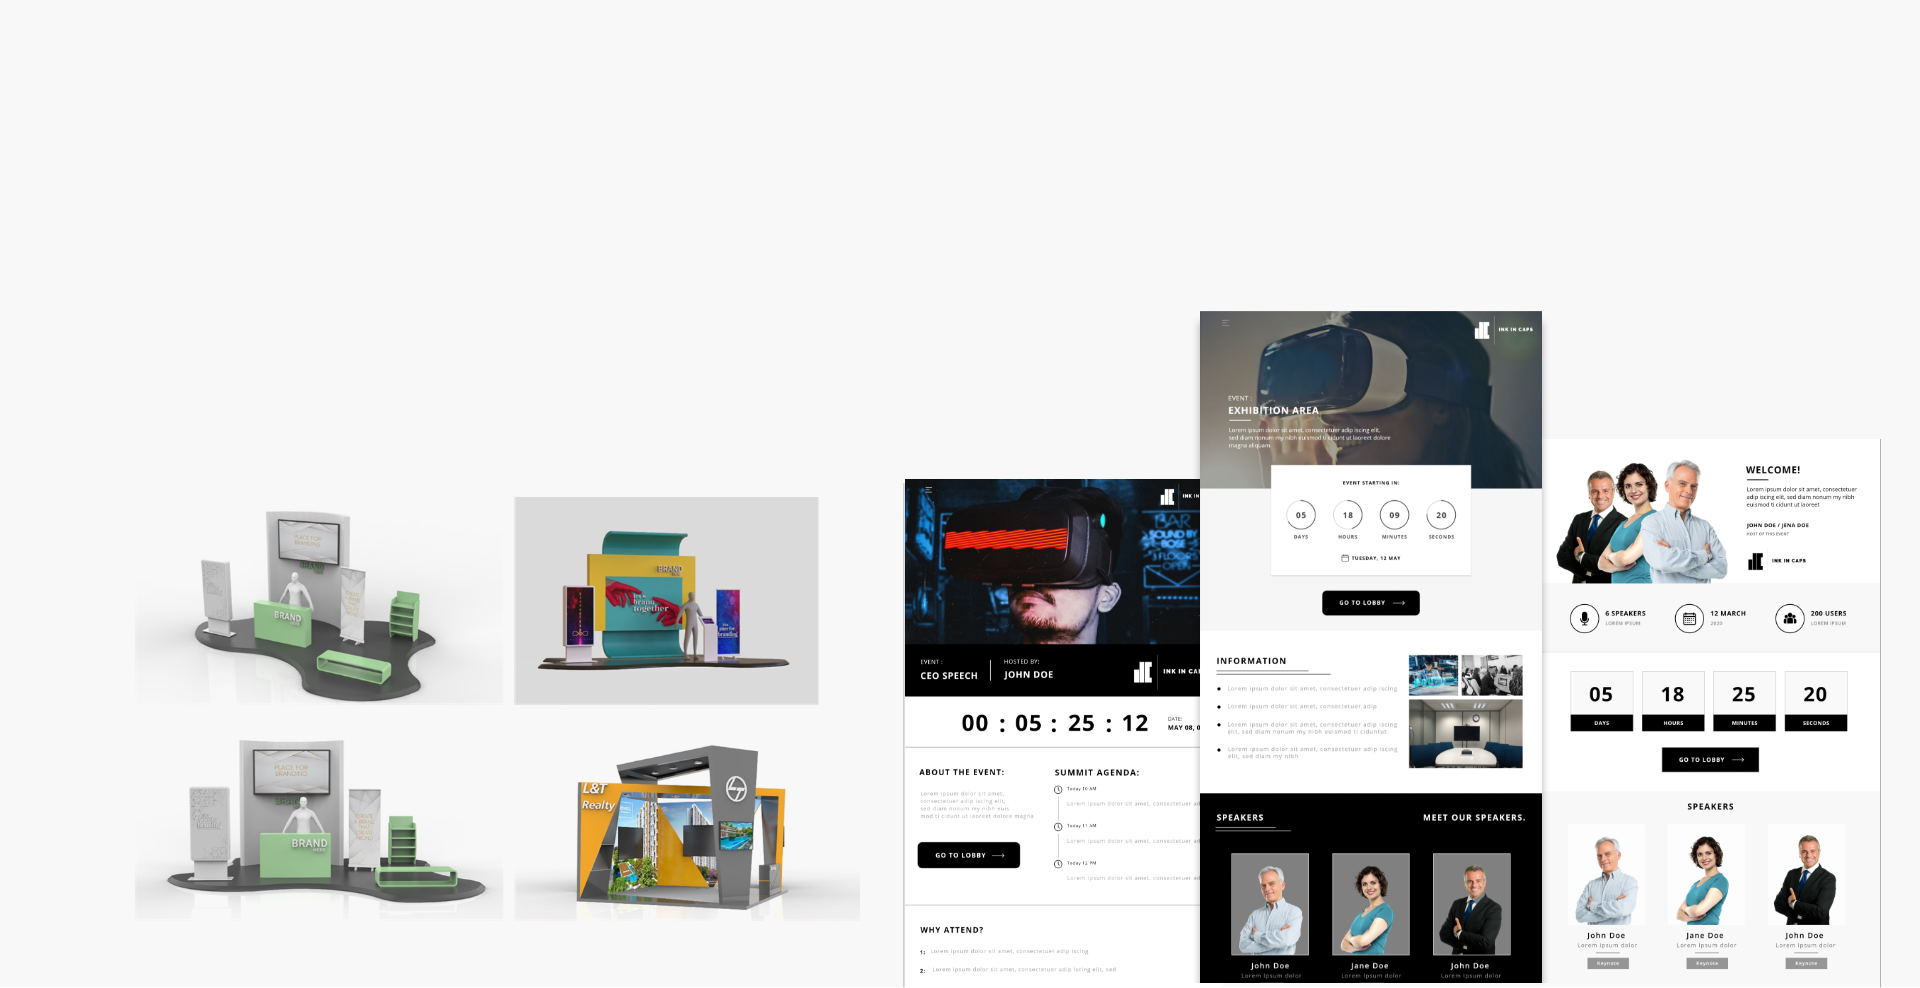 PLACE FOR
BRANDING
BRAND
HERE
BRAND
let's
brand
together
PLACE FOR
BRANDING
BRAND
HERE
L&T
Realty
INK IN
BAR
SOUND BY
BOSE
OPEN
EVENT :
CEO SPEECH
HOSTED BY:
JOHN DOE
INK IN CAP
00 : 05 : 25 : 12
DATE:
MAY 08,
ABOUT THE EVENT:
Lorem ipsum dolor sit amet,
consectetuer adip iscing elit,
sed diam nonum my nibh euis
mod ti cidunt ut laoreet dolore magna
GO TO LOBBY
SUMMIT AGENDA:
Today 10 AM
Lorem ipsum dolor sit amet, consectetuer ad
Today 11 AM
Lorem ipsum dolor sit amet, consectetuer ad
Today 12 PM
Lorem ipsum dolor sit amet, consectetuer ad
WHY ATTEND?
1: Lorem ipsum dolor sit amet, consectetuer adip iscing
2: Lorem ipsum dolor sit amet, consectetuer adip iscing elit, sed
INK IN CAPS
EVENT :
EXHIBITION AREA
Lorem ipsum dolor sit amet, consectetuer adip iscing elit,
sed diam nonum my nibh euismod ti cidunt ut laoreet dolore
magna aliquam.
EVENT STARTING IN:
05 18 09 20
DAYS HOURS MINUTES SECONDS
TUESDAY, 12 MAY
GO TO LOBBY
INFORMATION
Lorem ipsum dolor sit amet, consectetuer adip iscing
Lorem ipsum dolor sit amet, consectetuer adip
Lorem ipsum dolor sit amet, consectetuer adip iscing
elit, sed diam my nibh euismod ti ciduntut
Lorem ipsum dolor sit amet, consectetuer adip iscing
elit, sed diam my nibh
SPEAKERS
MEET OUR SPEAKERS.
John Doe Jane Doe John Doe
Lorem ipsum dolor Lorem ipsum dolor Lorem ipsum dolor
WELCOME!
Lorem ipsum dolor sit amet, consectetuer
adip iscing elit, sed diam nonum my nibh
euismod ti cidunt ut laoreet
JOHN DOE / JENA DOE
HOST OF THIS EVENT
INK IN CAPS
6 SPEAKERS
LOREM IPSUM
12 MARCH
2020
200 USERS
LOREM IPSUM
05 18 25 20
DAYS HOURS MINUTES SECONDS
GO TO LOBBY
SPEAKERS
John Doe Jane Doe John Doe
Lorem ipsum dolor Lorem ipsum dolor Lorem ipsum dolor
Keynote Keynote Keynote